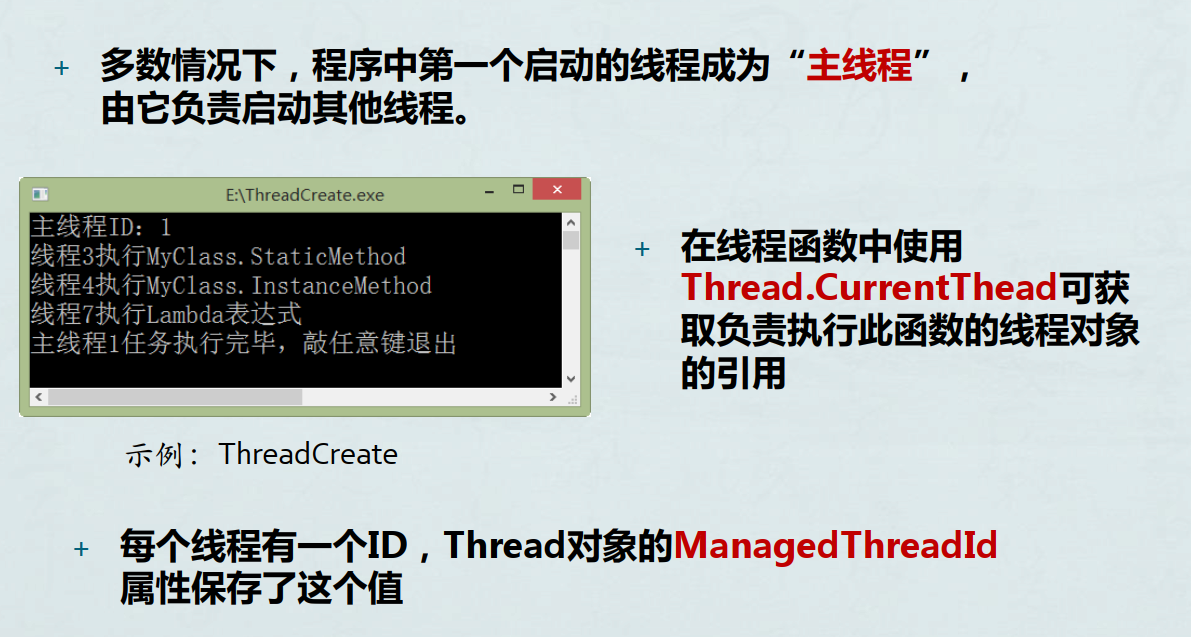 + 多数情况下，程序中第一个启动的线程成为“主线程”，
由它负责启动其他线程。
E:\ThreadCreate.exe
主线程ID：1
线程3执行MyClass.StaticMethod
线程4执行MyClass.InstanceMethod
线程7执行Lambda表达式
主线程1任务执行完毕，敲任意键退出
示例：ThreadCreate
+ 在线程函数中使用
Thread.CurrentThead可获
取负责执行此函数的线程对象
的引用
+ 每个线程有一个ID，Thread对象的ManagedThreadId
属性保存了这个值